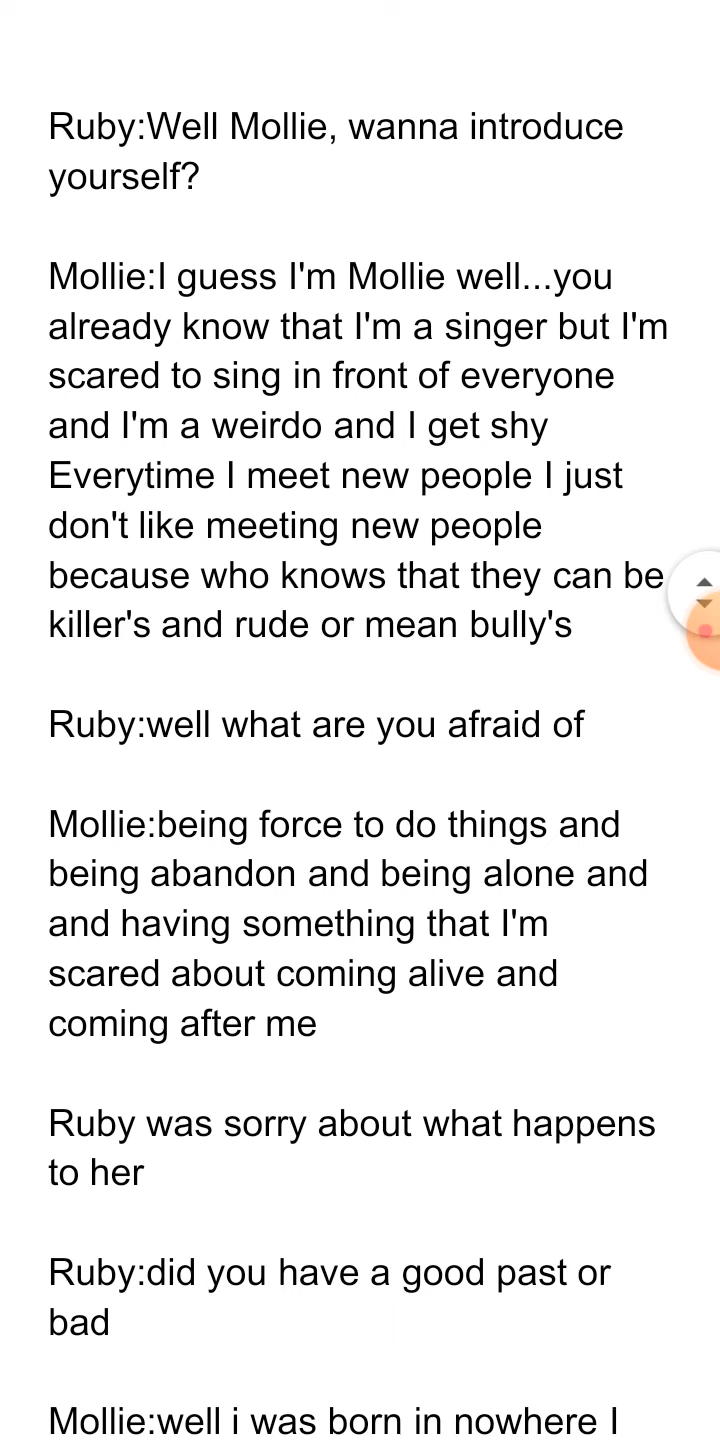 Ruby:Well Mollie, wanna introduce
yourself?
Mollie:I guess I'm Mollie well...you
already know that I'm a singer but I'm
scared to sing in front of everyone
and I'm a weirdo and I get shy
Everytime I meet new people I just
don't like meeting new people
because who knows that they can be
killer's and rude or mean bully's
Ruby:well what are you afraid of
Mollie:being force to do things and
being abandon and being alone and
and having something that I'm
scared about coming alive and
coming after me
Ruby was sorry about what happens
to her
Ruby:did you have a good past or
bad
Mollie:well i was born in nowhere I